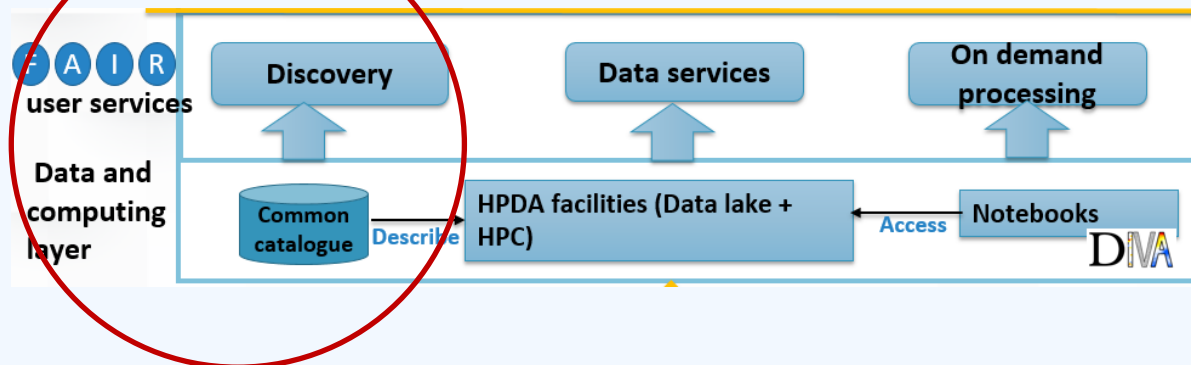 F A I R
user services
Discovery
Data services
On demand
processing
Data and
computing
layer
Common
catalogue
Describe
HPDA facilities (Data lake +
HPC)
Access
Notebooks
DIVA